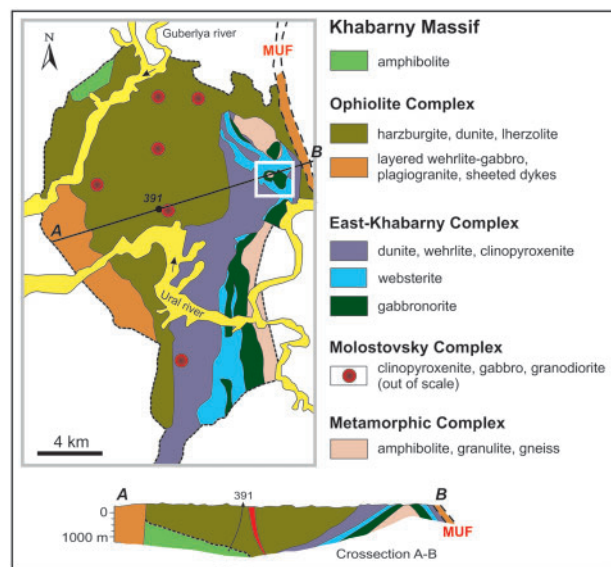 Guberlya river
N
MUF
B
391
A
Ural river
4 km
Khabarny Massif
amphibolite
Ophiolite Complex
harzburgite, dunite, lherzolite
layered wehrlite-gabbro,
plagiogranite, sheeted dykes
East-Khabarny Complex
dunite, wehrlite, clinopyroxenite
websterite
gabbronorite
Molostovsky Complex
clinopyroxenite, gabbro, granodiorite
(out of scale)
Metamorphic Complex
amphibolite, granulite, gneiss
A
391
B
0
1000 m
MUF
Crossection A-B